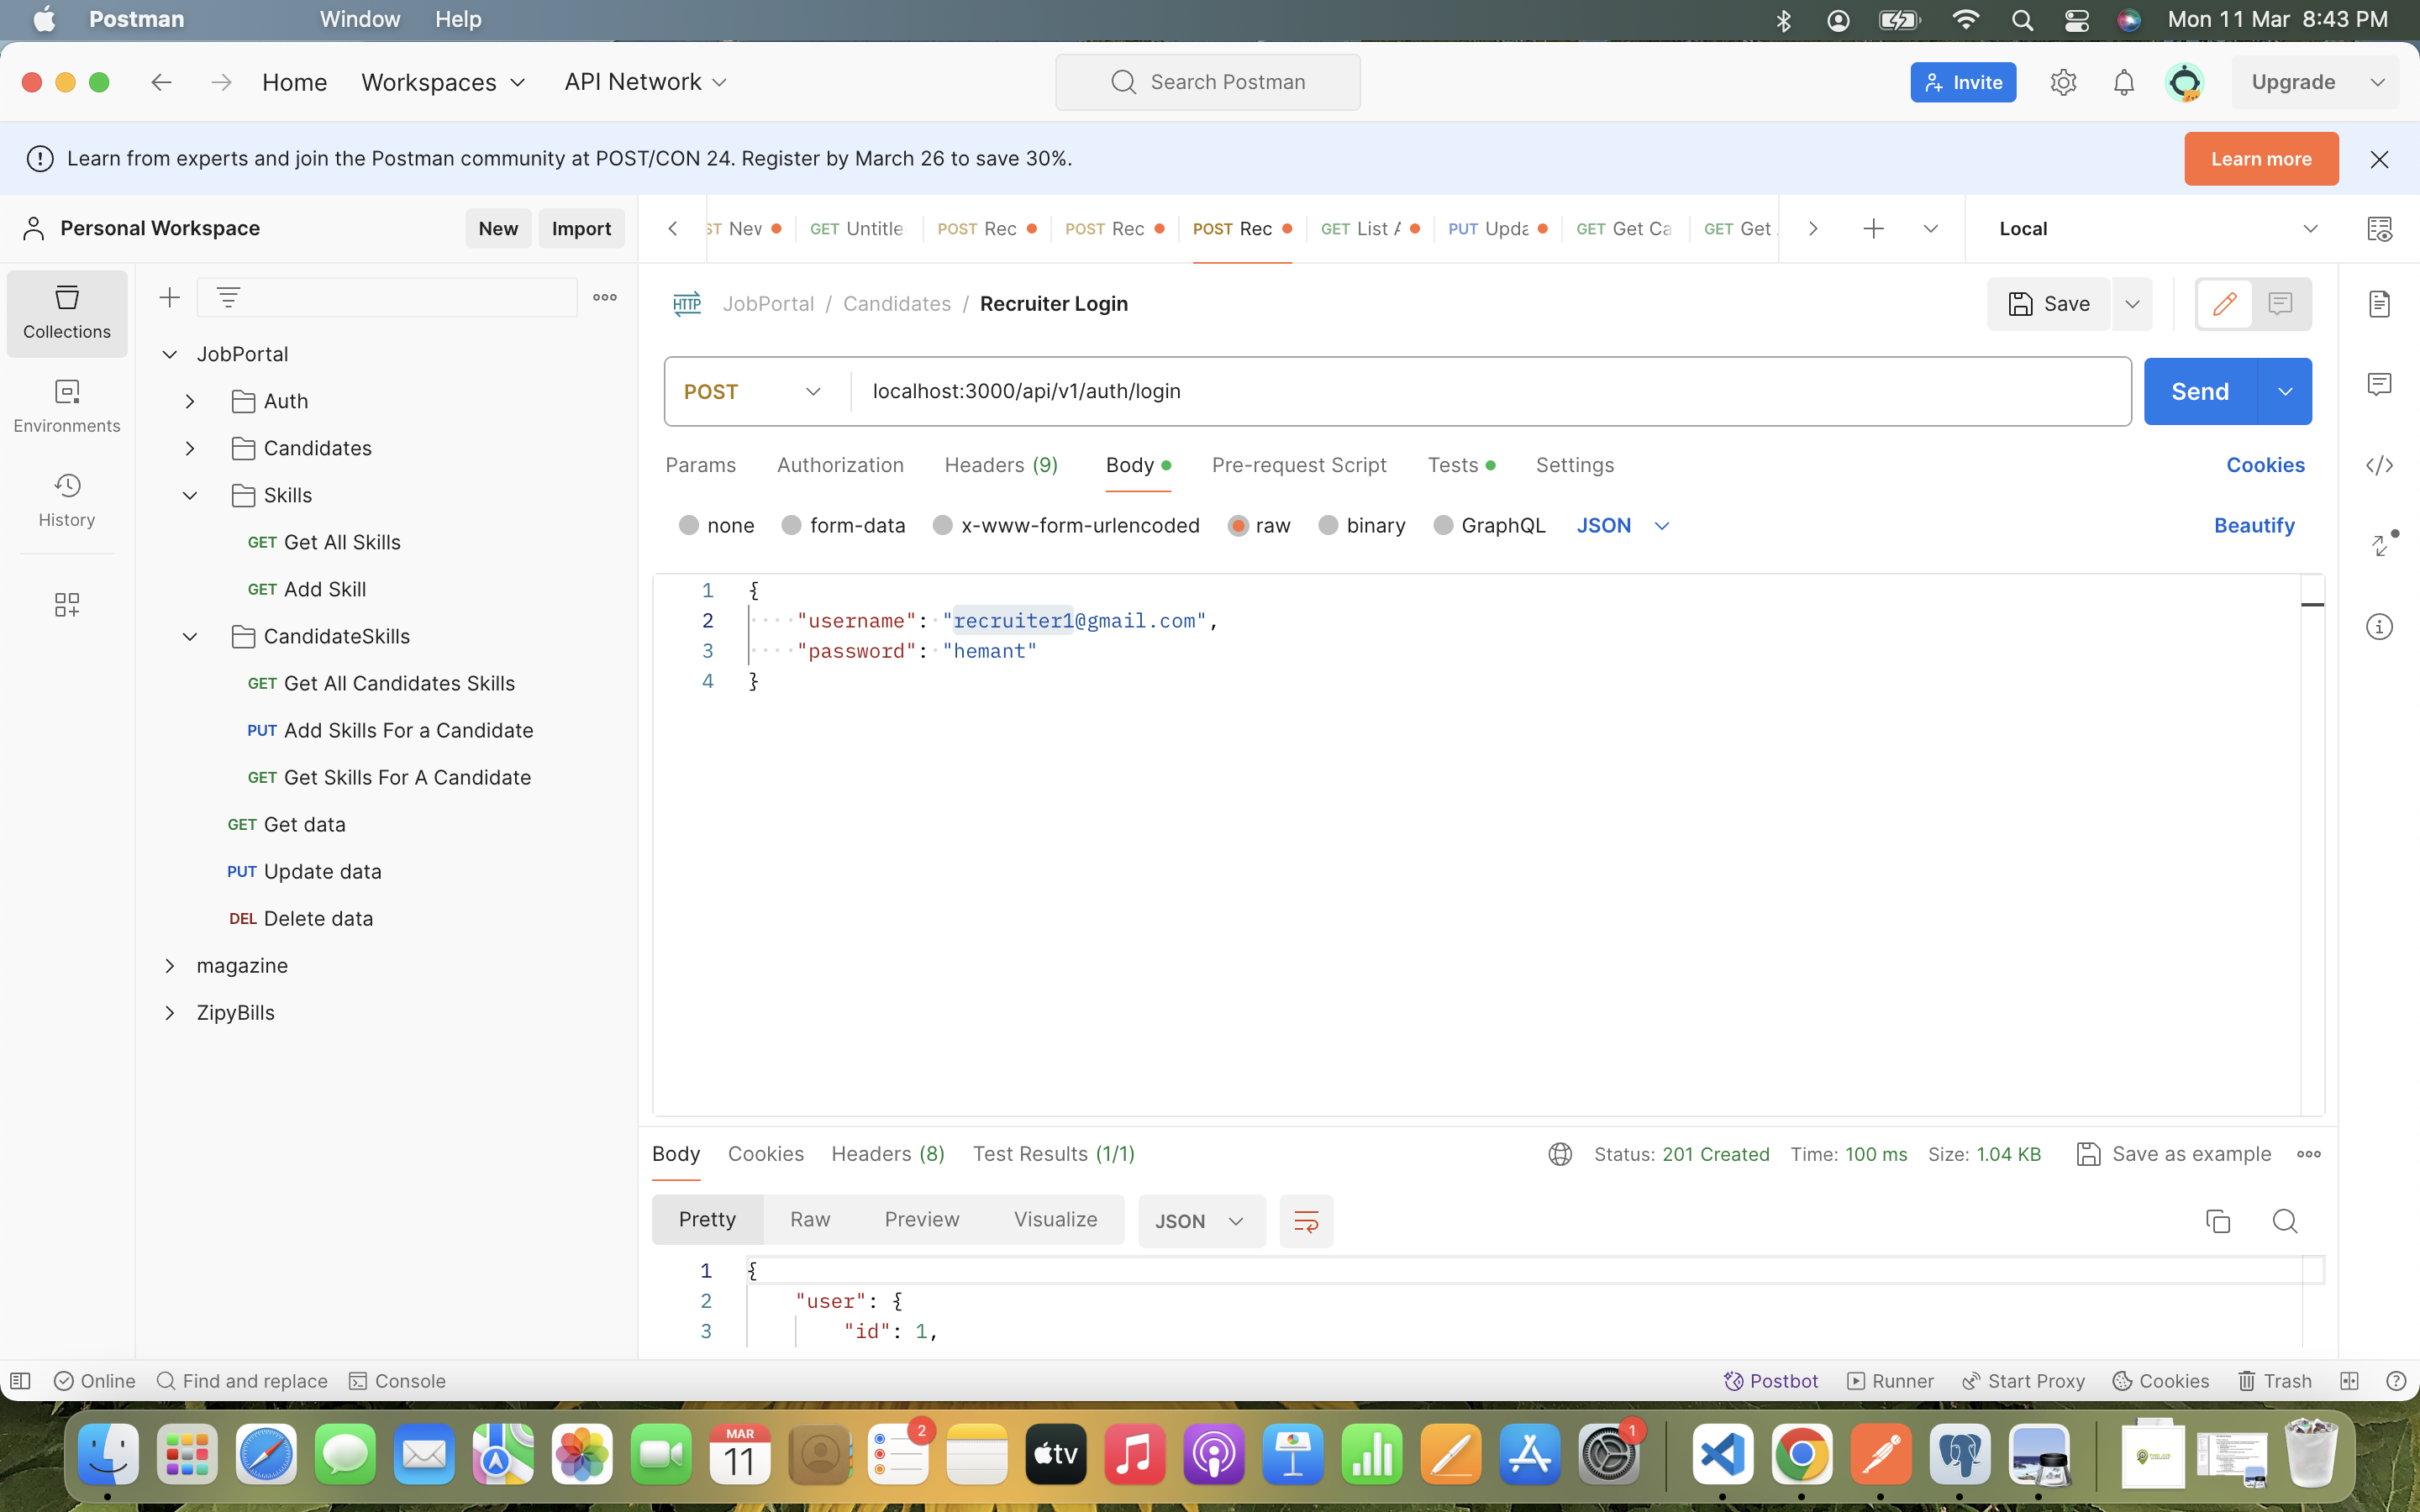 Postman Window Help Mon 11 Mar 8:43 PM
Home Workspaces API Network Search Postman Invite Upgrade
Learn from experts and join the Postman community at POST/CON 24. Register by March 26 to save 30%. Learn more
Personal Workspace New Import
ST New GET Untitle POST Rec POST Rec POST Rec GET List PUT Upda GET Get Ca GET Get Local
Collections
Environments
History
JobPortal
Auth
Candidates
Skills
GET Get All Skills
GET Add Skill
CandidateSkills
GET Get All Candidates Skills
PUT Add Skills For a Candidate
GET Get Skills For A Candidate
GET Get data
PUT Update data
DEL Delete data
magazine
ZipyBills
HTTP JobPortal / Candidates / Recruiter Login Save
POST localhost:3000/api/v1/auth/login Send
Params Authorization Headers (9) Body Pre-request Script Tests Settings Cookies
none form-data x-www-form-urlencoded raw binary GraphQL JSON Beautify
1 {
2 "username": "recruiter1@gmail.com",
3 "password": "hemant"
4 }
Body Cookies Headers (8) Test Results (1/1) Status: 201 Created Time: 100 ms Size: 1.04 KB Save as example
Pretty Raw Preview Visualize JSON
1 {
2 "user": {
3 "id": 1,
Online Find and replace Console Postbot Runner Start Proxy Cookies Trash
MAR
11
2
tv
1